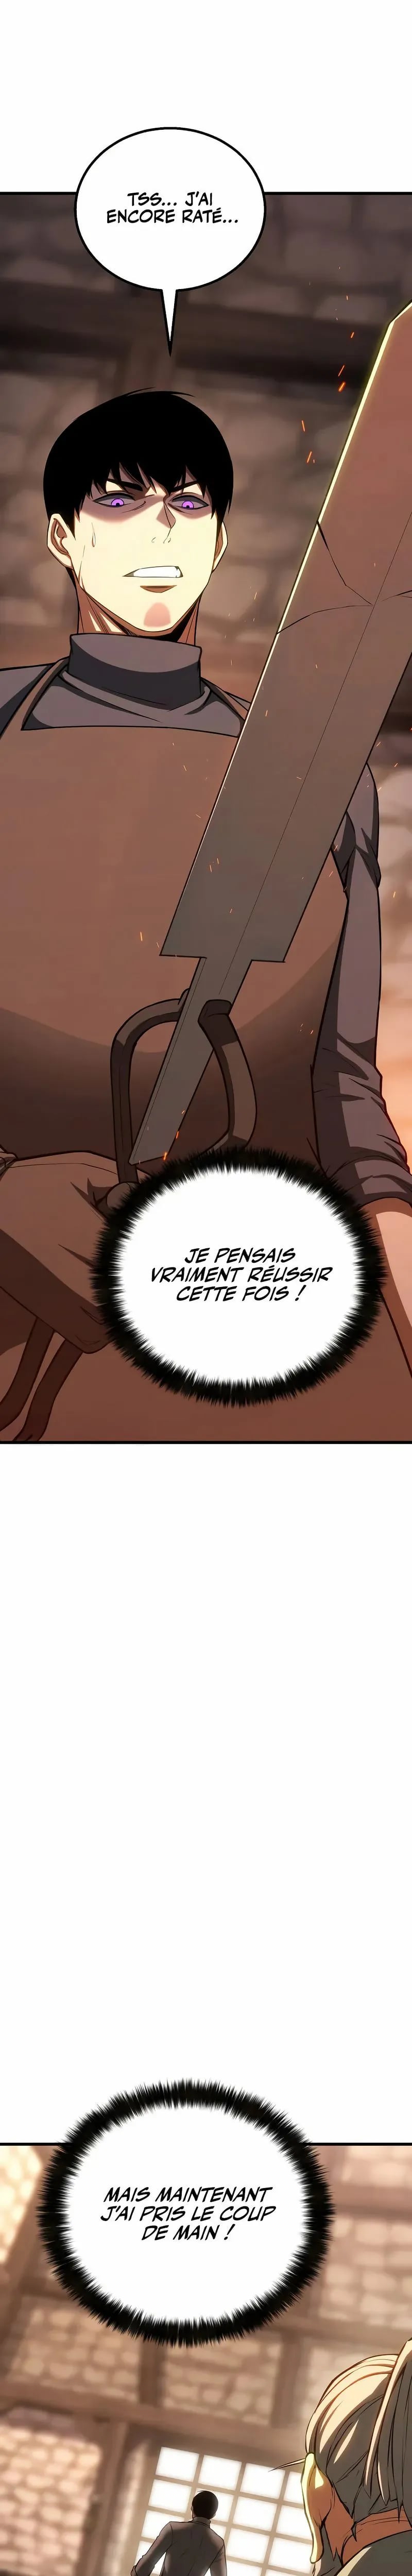 TSS... J'AI
ENCORE RATÉ...
JE PENSAIS
VRAIMENT RÉUSSIR
CETTE FOIS !
MAIS MAINTENANT
J'AI PRIS LE COUP
DE MAIN !